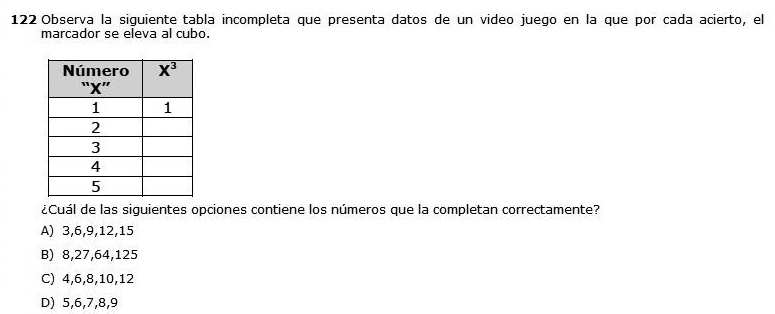 122 Observa la siguiente tabla incompleta que presenta datos de un video juego en la que por cada acierto, el
marcador se eleva al cubo.
Número X³
"X"
1 1
2
3
4
5
¿Cuál de las siguientes opciones contiene los números que la completan correctamente?
A) 3,6,9,12,15
B) 8,27,64,125
C) 4,6,8,10,12
D) 5,6,7,8,9